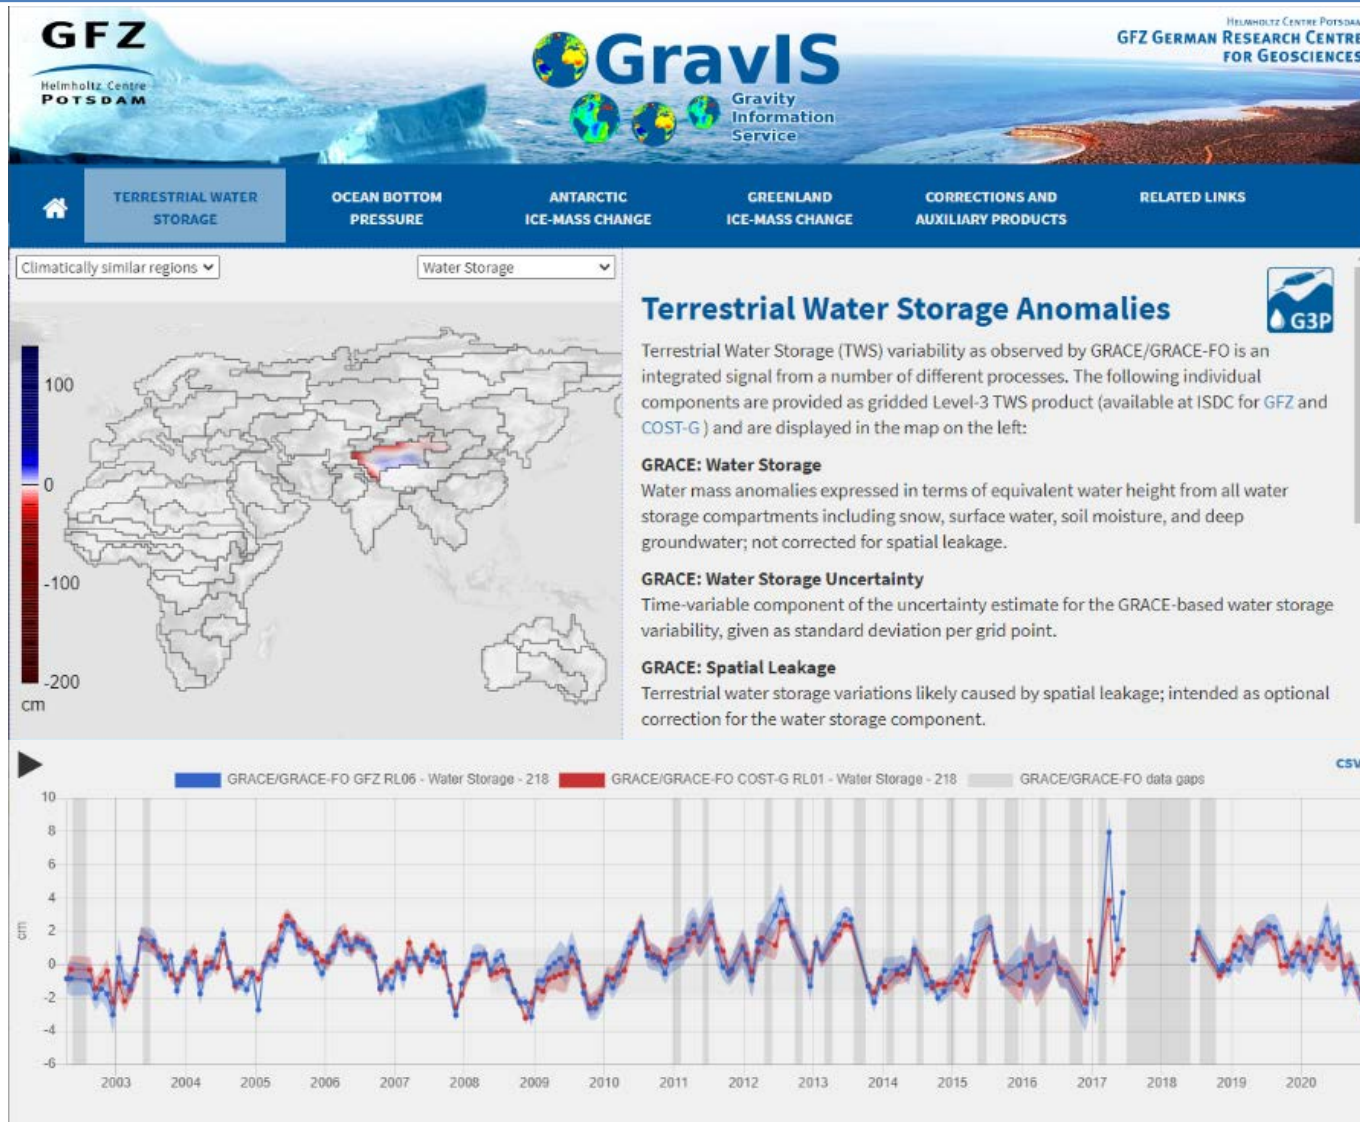 GFZ
Helmholtz Centre
POTSDAM
GravIS
Gravity
Information
Service
HELMHOLTZ CENTRE POTSDAM
GFZ GERMAN RESEARCH CENTRE
FOR GEOSCIENCES
TERRESTRIAL WATER
STORAGE
OCEAN BOTTOM
PRESSURE
ANTARCTIC
ICE-MASS CHANGE
GREENLAND
ICE-MASS CHANGE
CORRECTIONS AND
AUXILIARY PRODUCTS
RELATED LINKS
Climatically similar regions
Water Storage
100
0
-100
-200
cm
Terrestrial Water Storage Anomalies
G3P
Terrestrial Water Storage (TWS) variability as observed by GRACE/GRACE-FO is an
integrated signal from a number of different processes. The following individual
components are provided as gridded Level-3 TWS product (available at ISDC for GFZ and
COST-G ) and are displayed in the map on the left:
GRACE: Water Storage
Water mass anomalies expressed in terms of equivalent water height from all water
storage compartments including snow, surface water, soil moisture, and deep
groundwater; not corrected for spatial leakage.
GRACE: Water Storage Uncertainty
Time-variable component of the uncertainty estimate for the GRACE-based water storage
variability, given as standard deviation per grid point.
GRACE: Spatial Leakage
Terrestrial water storage variations likely caused by spatial leakage; intended as optional
correction for the water storage component.
GRACE/GRACE-FO GFZ RL06 - Water Storage - 218
GRACE/GRACE-FO COST-G RL01 - Water Storage - 218
GRACE/GRACE-FO data gaps
csv
10
8
6
4
2
0
-2
-4
-6
cm
2003 2004 2005 2006 2007 2008 2009 2010 2011 2012 2013 2014 2015 2016 2017 2018 2019 2020